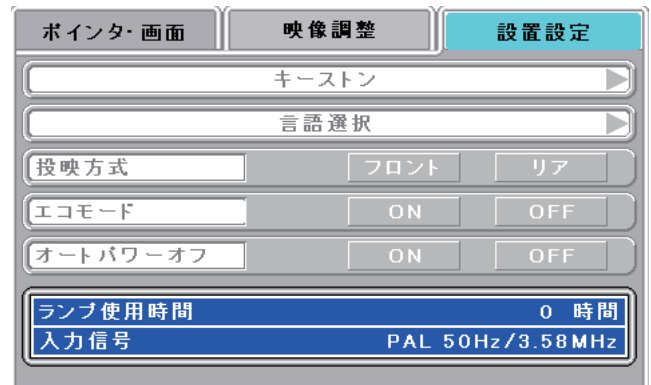 ポインタ・画面 映像調整 設置設定
キーストン
言語選択
投映方式 フロント リア
エコモード ON OFF
オートパワーオフ ON OFF
ランプ使用時間 0 時間
入力信号 PAL 50Hz/3.58MHz